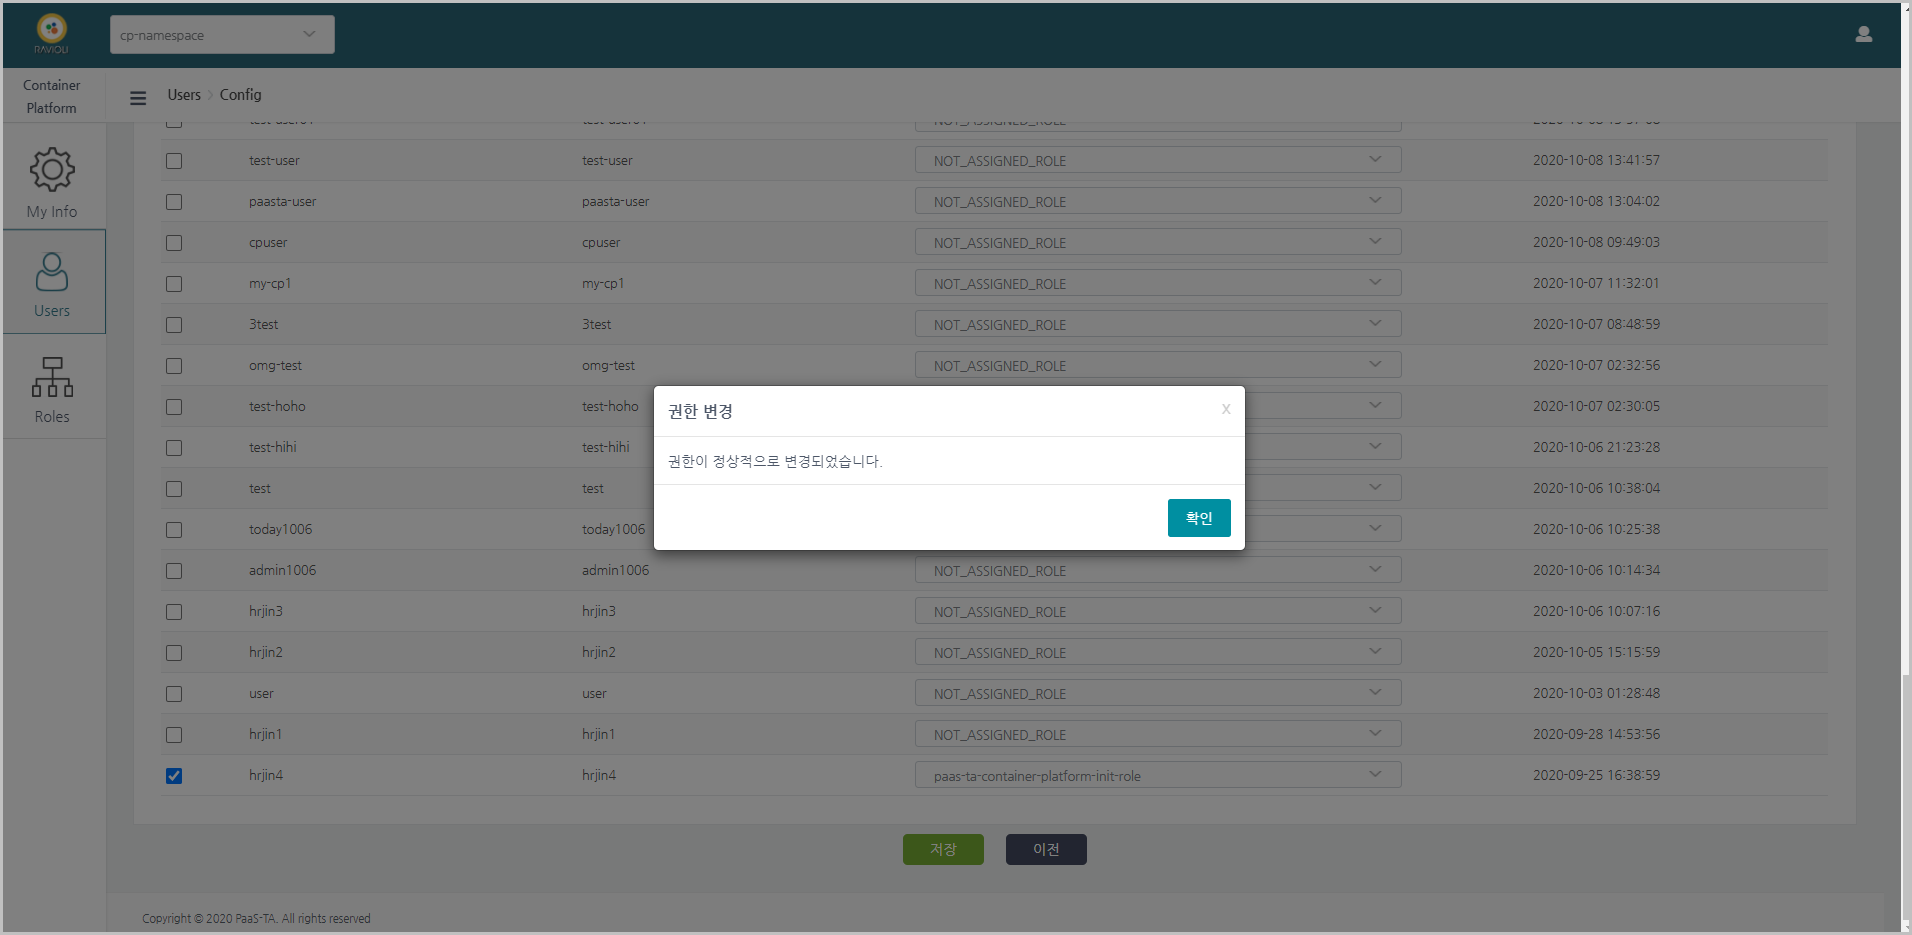 RAVIOLI
cp-namespace
Container
Platform
Users
Config
My Info
Users
Roles
test-user test-user NOT_ASSIGNED_ROLE 2020-10-08 13:41:57
paasta-user paasta-user NOT_ASSIGNED_ROLE 2020-10-08 13:04:02
cpuser cpuser NOT_ASSIGNED_ROLE 2020-10-08 09:49:03
my-cp1 my-cp1 NOT_ASSIGNED_ROLE 2020-10-07 11:32:01
3test 3test NOT_ASSIGNED_ROLE 2020-10-07 08:48:59
omg-test omg-test NOT_ASSIGNED_ROLE 2020-10-07 02:32:56
test-hoho test-hoho 2020-10-07 02:30:05
test-hihi test-hihi 2020-10-06 21:23:28
test test 2020-10-06 10:38:04
today1006 today1006 2020-10-06 10:25:38
admin1006 admin1006 NOT_ASSIGNED_ROLE 2020-10-06 10:14:34
hrjin3 hrjin3 NOT_ASSIGNED_ROLE 2020-10-06 10:07:16
hrjin2 hrjin2 NOT_ASSIGNED_ROLE 2020-10-05 15:15:59
user user NOT_ASSIGNED_ROLE 2020-10-03 01:28:48
hrjin1 hrjin1 NOT_ASSIGNED_ROLE 2020-09-28 14:53:56
hrjin4 hrjin4 paas-ta-container-platform-init-role 2020-09-25 16:38:59
권한 변경 x
권한이 정상적으로 변경되었습니다.
확인
저장 이전
Copyright © 2020 PaaS-TA. All rights reserved